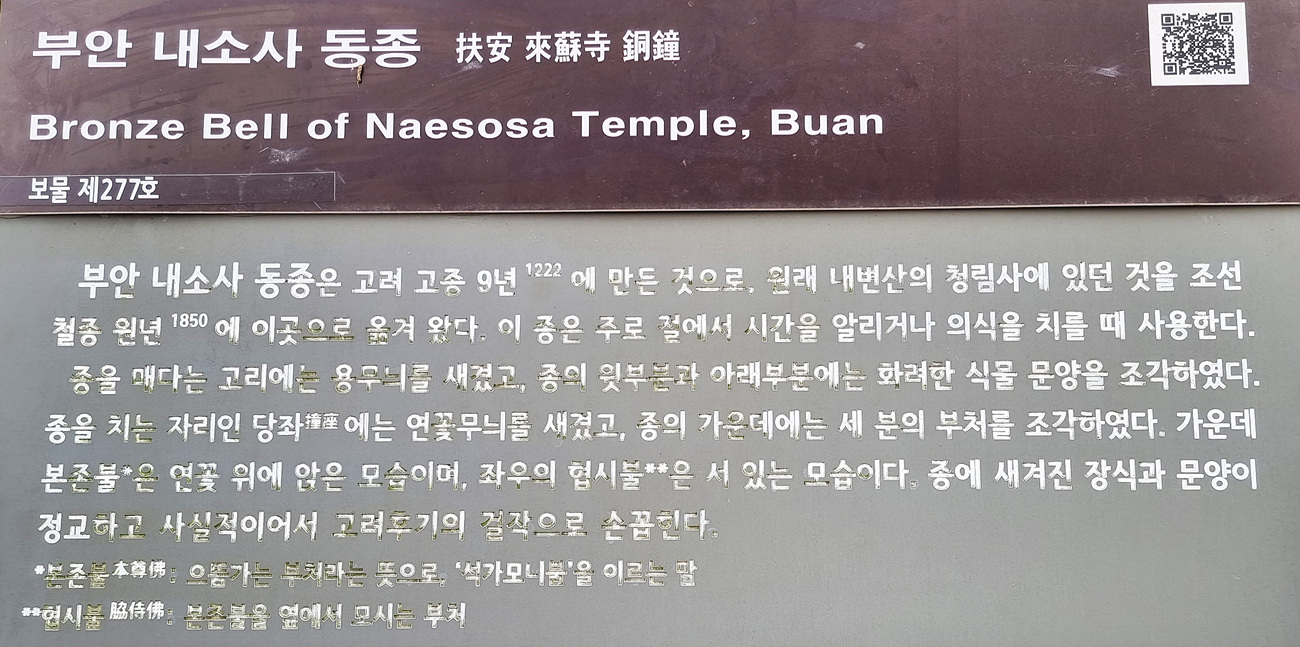 부안 내소사 동종 扶安 來蘇寺 銅鐘
Bronze Bell of Naesosa Temple, Buan
보물 제277호
부안 내소사 동종은 고려 고종 9년1222에 만든 것으로, 원래 내변산의 청림사에 있던 것을 조선
철종 원년1850에 이곳으로 옮겨 왔다. 이 종은 주로 절에서 시간을 알리거나 의식을 치를 때 사용한다.
종을 매다는 고리에는 용무늬를 새겼고, 종의 윗부분과 아래부분에는 화려한 식물 문양을 조각하였다.
종을 치는 자리인 당좌撞座에는 연꽃무늬를 새겼고, 종의 가운데에는 세 분의 부처를 조각하였다. 가운데
본존불*은 연꽃 위에 앉은 모습이며, 좌우의 협시불**은 서 있는 모습이다. 종에 새겨진 장식과 문양이
정교하고 사실적이어서 고려후기의 걸작으로 손꼽힌다.
*본존불本尊佛: 으뜸가는 부처라는 뜻으로, '석가모니불'을 이르는 말
**협시불脇侍佛: 본존불을 옆에서 모시는 부처